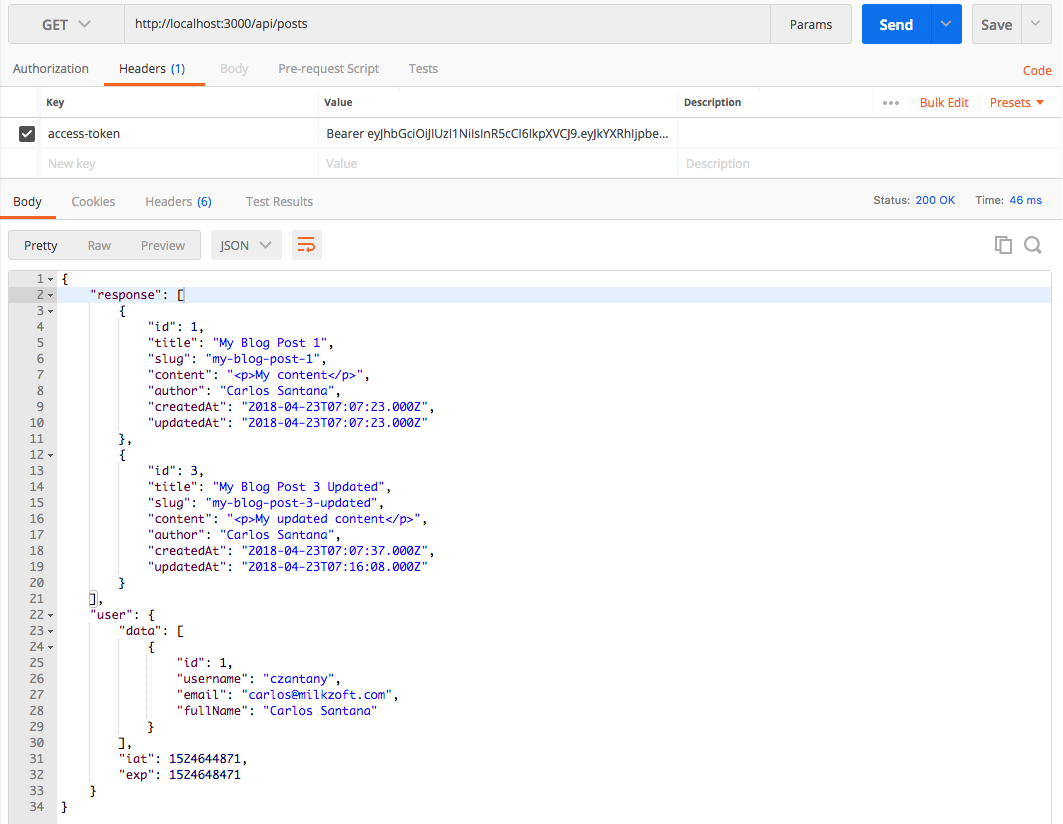 GET http://localhost:3000/api/posts Params Send Save
Authorization Headers (1) Body Pre-request Script Tests Code
Key Value Description ••• Bulk Edit Presets
access-token Bearer eyJhbGciOiJIUzI1NiIsInR5cCI6IkpXVCJ9.eyJkYXRhIjpbe...
New key Value Description
Body Cookies Headers (6) Test Results Status: 200 OK Time: 46 ms
Pretty Raw Preview JSON
1 {
2 "response": [
3 {
4 "id": 1,
5 "title": "My Blog Post 1",
6 "slug": "my-blog-post-1",
7 "content": "<p>My content</p>",
8 "author": "Carlos Santana",
9 "createdAt": "2018-04-23T07:07:23.000Z",
10 "updatedAt": "2018-04-23T07:07:23.000Z"
11 },
12 {
13 "id": 3,
14 "title": "My Blog Post 3 Updated",
15 "slug": "my-blog-post-3-updated",
16 "content": "<p>My updated content</p>",
17 "author": "Carlos Santana",
18 "createdAt": "2018-04-23T07:07:37.000Z",
19 "updatedAt": "2018-04-23T07:16:08.000Z"
20 }
21 ],
22 "user": {
23 "data": [
24 {
25 "id": 1,
26 "username": "czantany",
27 "email": "carlos@milkzoft.com",
28 "fullName": "Carlos Santana"
29 }
30 ],
31 "iat": 1524644871,
32 "exp": 1524648471
33 }
34 }